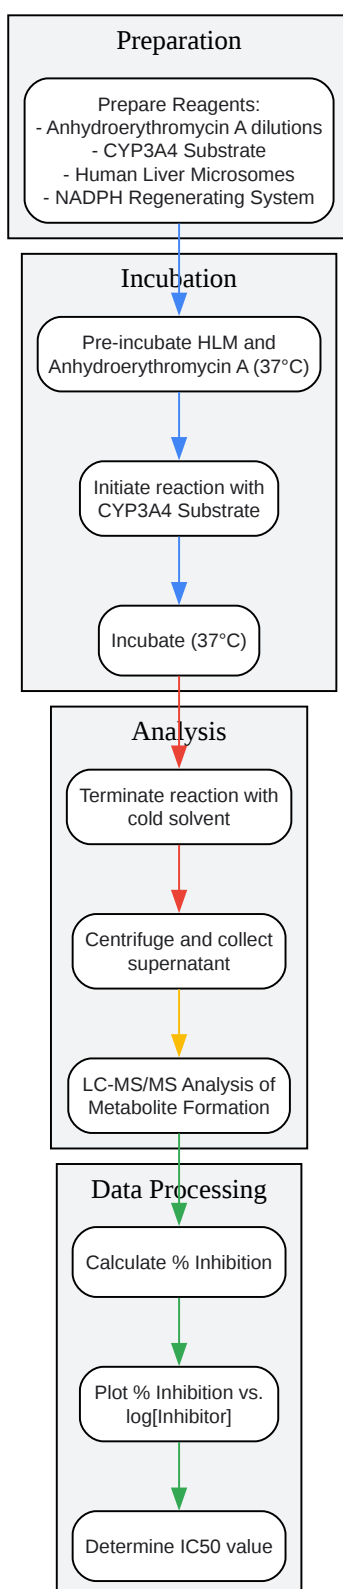 Preparation
Prepare Reagents:
- Anhydroerythromycin A dilutions
- CYP3A4 Substrate
- Human Liver Microsomes
- NADPH Regenerating System
Incubation
Pre-incubate HLM and
Anhydroerythromycin A (37°C)
Initiate reaction with
CYP3A4 Substrate
Incubate (37°C)
Analysis
Terminate reaction with
cold solvent
Centrifuge and collect
supernatant
LC-MS/MS Analysis of
Metabolite Formation
Data Processing
Calculate % Inhibition
Plot % Inhibition vs.
log[Inhibitor]
Determine IC50 value